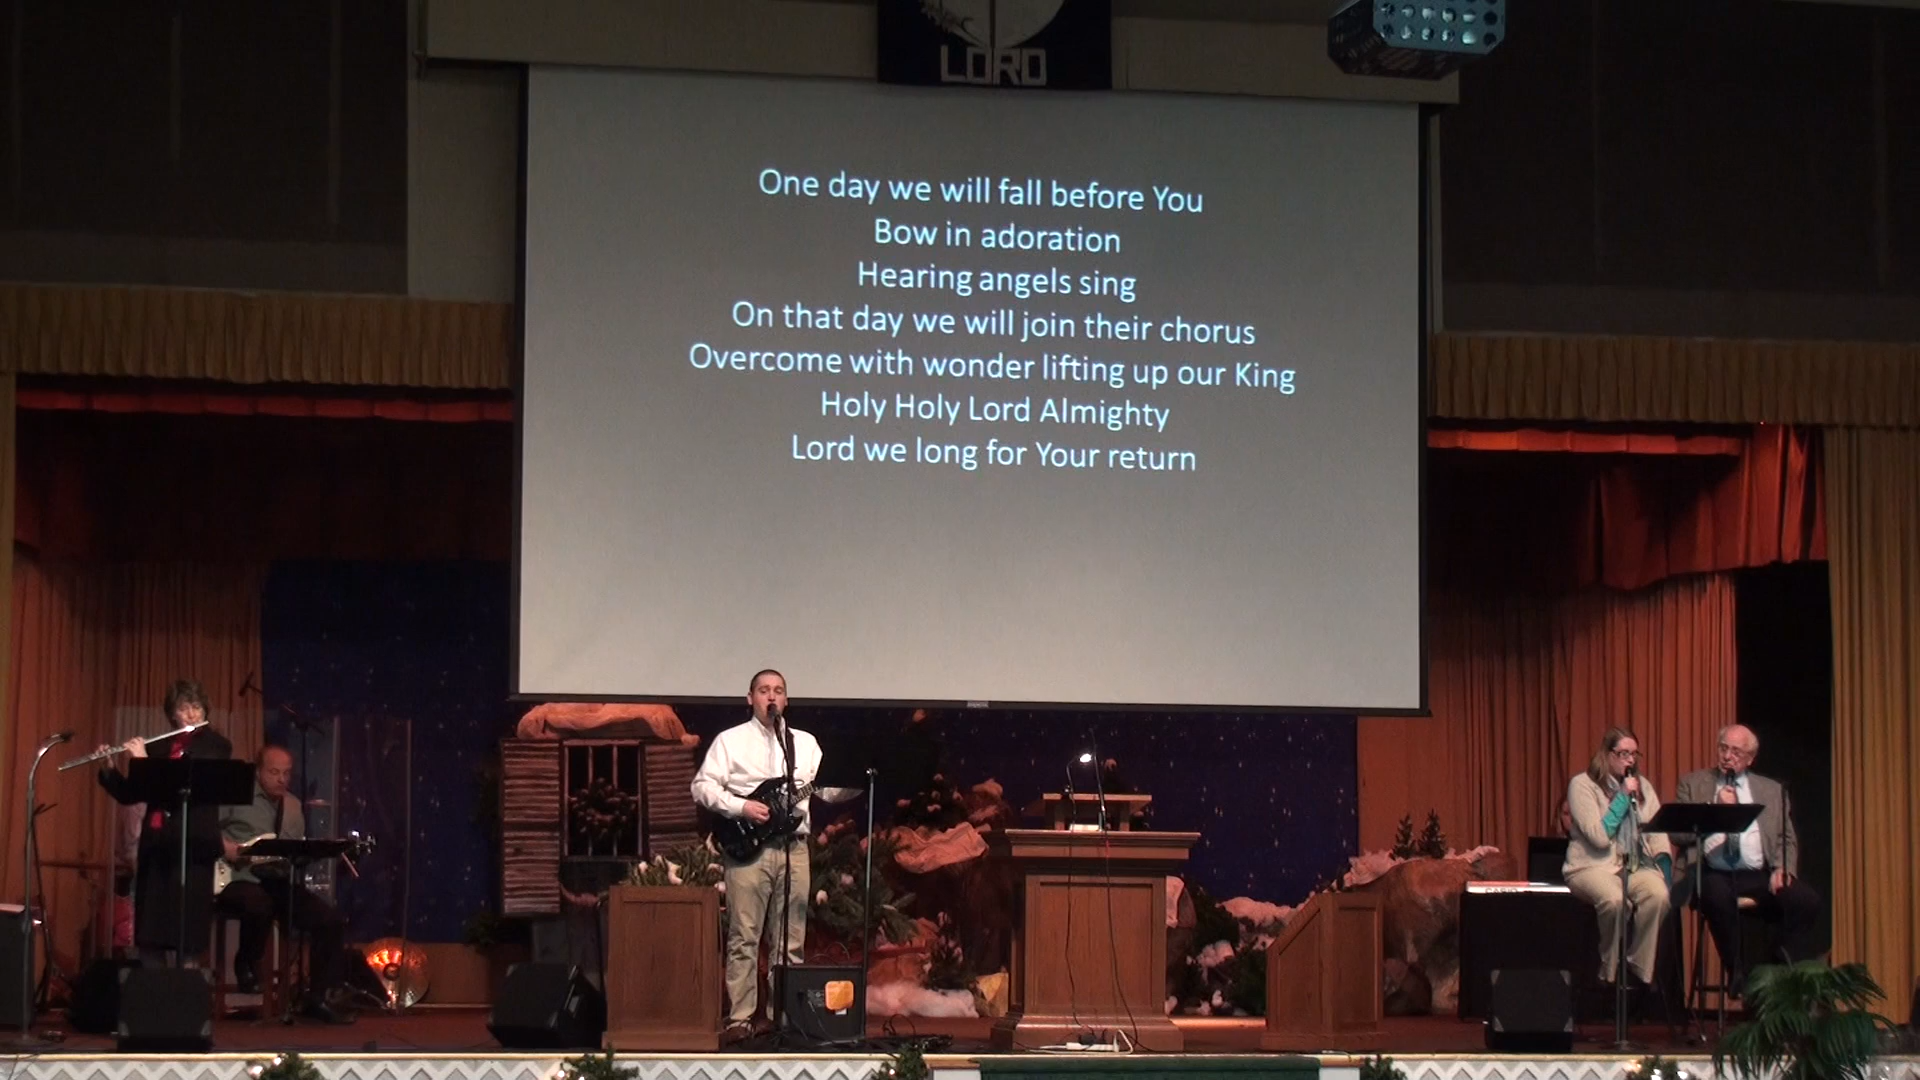 LORD
One day we will fall before You
Bow in adoration
Hearing angels sing
On that day we will join their chorus
Overcome with wonder lifting up our King
Holy Holy Lord Almighty
Lord we long for Your return
CASIO